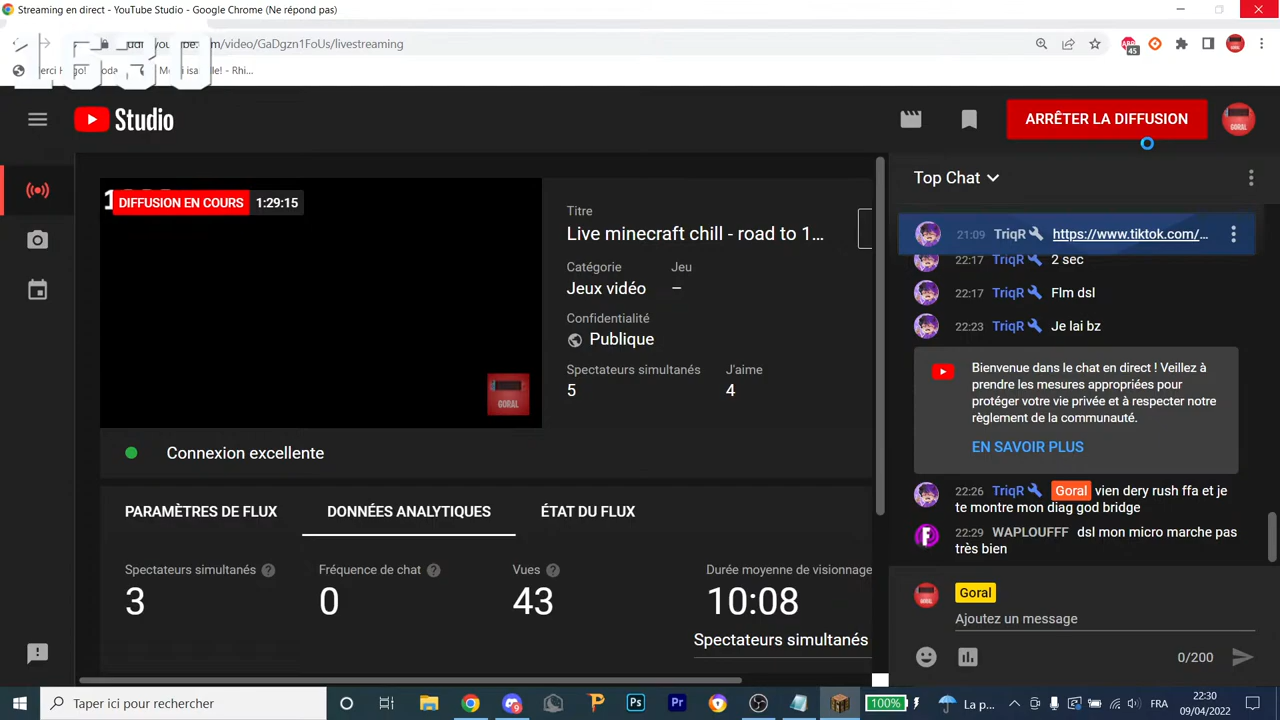 Streaming en direct - YouTube Studio - Google Chrome (Ne répond pas)
m/video/GaDgzn1FoUs/livestreaming
45
- Rhi...
Studio
ARRÊTER LA DIFFUSION
GORAL
DIFFUSION EN COURS 1:29:15
GORAL
Titre
Live minecraft chill - road to 1...
Catégorie Jeu
Jeux vidéo –
Confidentialité
Publique
Spectateurs simultanés J'aime
5 4
Connexion excellente
PARAMÈTRES DE FLUX DONNÉES ANALYTIQUES ÉTAT DU FLUX
Spectateurs simultanés Fréquence de chat Vues Durée moyenne de visionnage
3 0 43 10:08
Spectateurs simultanés
Top Chat
21:09 TriqR https://www.tiktok.com/...
22:17 TriqR 2 sec
22:17 TriqR Flm dsl
22:23 TriqR Je lai bz
Bienvenue dans le chat en direct ! Veillez à
prendre les mesures appropriées pour
protéger votre vie privée et à respecter notre
règlement de la communauté.
EN SAVOIR PLUS
22:26 TriqR Goral vien dery rush ffa et je
te montre mon diag god bridge
22:29 WAPLOUFFF dsl mon micro marche pas
très bien
Goral
Ajoutez un message
0/200
Taper ici pour rechercher
Ps
Pr
100%
La p...
FRA
22:30
09/04/2022